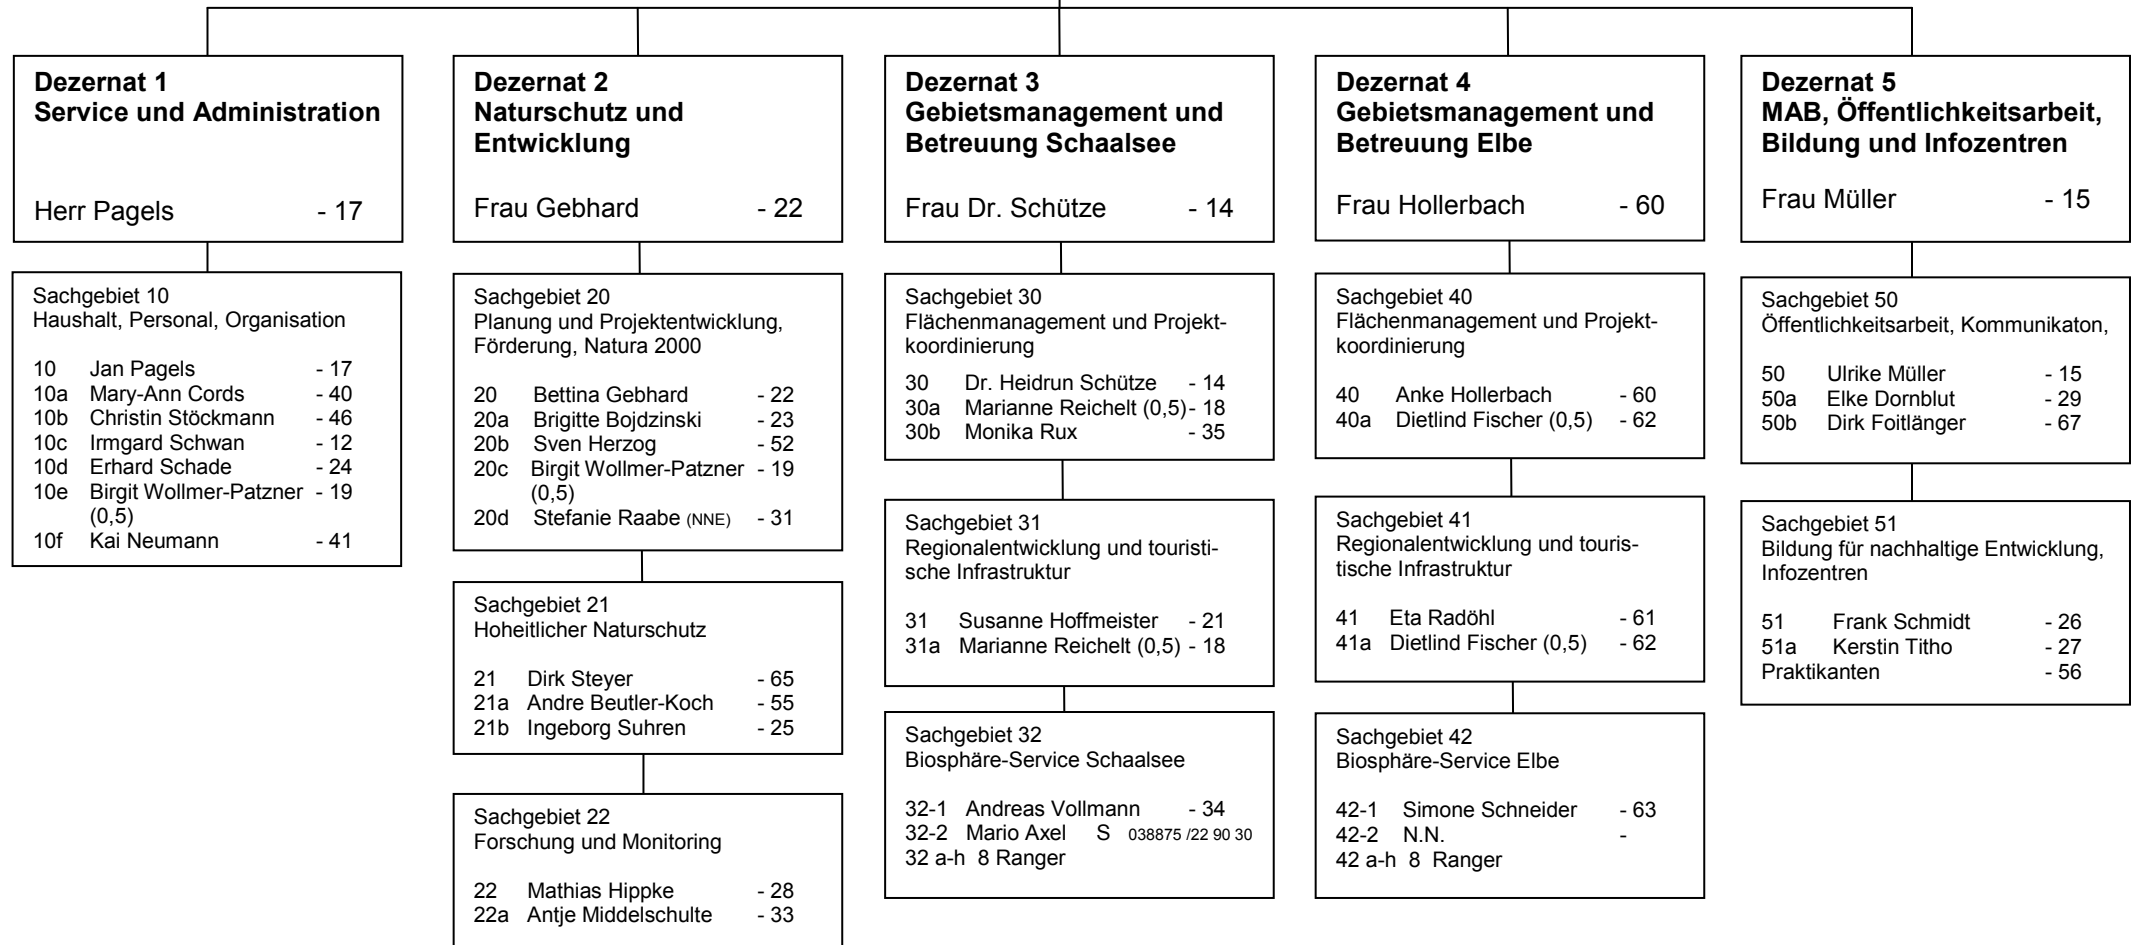 Dezernat 1
Service und Administration
Herr Pagels - 17
Sachgebiet 10
Haushalt, Personal, Organisation
10 Jan Pagels - 17
10a Mary-Ann Cords - 40
10b Christin Stöckmann - 46
10c Irmgard Schwan - 12
10d Erhard Schade - 24
10e Birgit Wollmer-Patzner - 19
(0,5)
10f Kai Neumann - 41
Dezernat 2
Naturschutz und
Entwicklung
Frau Gebhard - 22
Sachgebiet 20
Planung und Projektentwicklung,
Förderung, Natura 2000
20 Bettina Gebhard - 22
20a Brigitte Bojdzinski - 23
20b Sven Herzog - 52
20c Birgit Wollmer-Patzner - 19
(0,5)
20d Stefanie Raabe (NNE) - 31
Sachgebiet 21
Hoheitlicher Naturschutz
21 Dirk Steyer - 65
21a Andre Beutler-Koch - 55
21b Ingeborg Suhren - 25
Sachgebiet 22
Forschung und Monitoring
22 Mathias Hippke - 28
22a Antje Middelschulte - 33
Dezernat 3
Gebietsmanagement und
Betreuung Schaalsee
Frau Dr. Schütze - 14
Sachgebiet 30
Flächenmanagement und Projekt-
koordinierung
30 Dr. Heidrun Schütze - 14
30a Marianne Reichelt (0,5)- 18
30b Monika Rux - 35
Sachgebiet 31
Regionalentwicklung und touristi-
sche Infrastruktur
31 Susanne Hoffmeister - 21
31a Marianne Reichelt (0,5) - 18
Sachgebiet 32
Biosphäre-Service Schaalsee
32-1 Andreas Vollmann - 34
32-2 Mario Axel S 038875 /22 90 30
32 a-h 8 Ranger
Dezernat 4
Gebietsmanagement und
Betreuung Elbe
Frau Hollerbach - 60
Sachgebiet 40
Flächenmanagement und Projekt-
koordinierung
40 Anke Hollerbach - 60
40a Dietlind Fischer (0,5) - 62
Sachgebiet 41
Regionalentwicklung und touris-
tische Infrastruktur
41 Eta Radöhl - 61
41a Dietlind Fischer (0,5) - 62
Sachgebiet 42
Biosphäre-Service Elbe
42-1 Simone Schneider - 63
42-2 N.N. -
42 a-h 8 Ranger
Dezernat 5
MAB, Öffentlichkeitsarbeit,
Bildung und Infozentren
Frau Müller - 15
Sachgebiet 50
Öffentlichkeitsarbeit, Kommunikaton,
50 Ulrike Müller - 15
50a Elke Dornblut - 29
50b Dirk Foitlänger - 67
Sachgebiet 51
Bildung für nachhaltige Entwicklung,
Infozentren
51 Frank Schmidt - 26
51a Kerstin Titho - 27
Praktikanten - 56